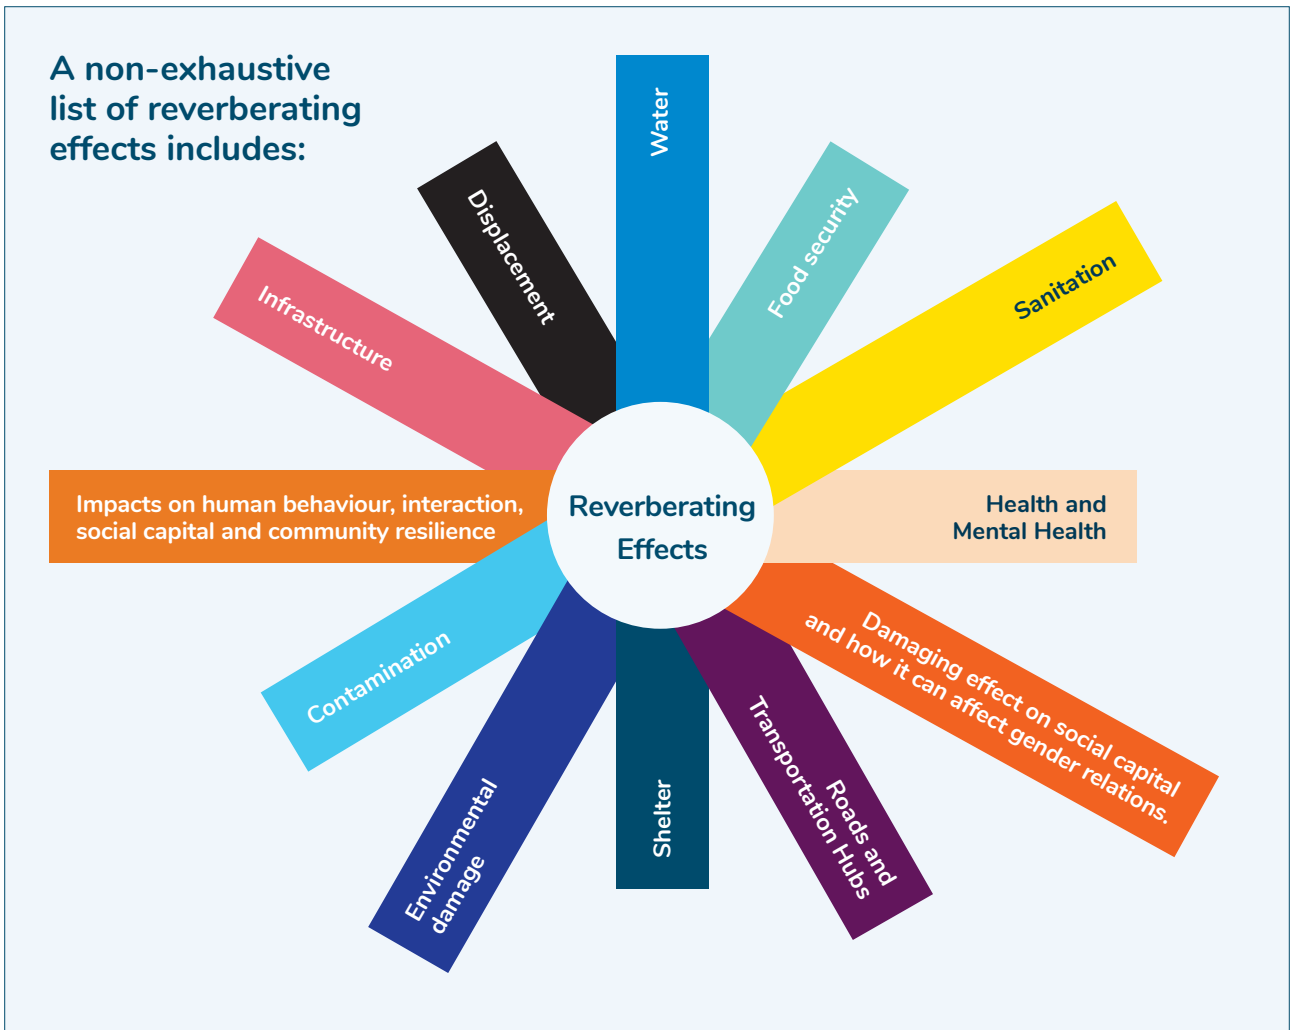 A non-exhaustive
list of reverberating
effects includes:
Water
Food security
Sanitation
Health and
Mental Health
Damaging effect on social capital
and how it can affect gender relations.
Roads and
Transportation Hubs
Shelter
Environmental
damage
Contamination
Impacts on human behaviour, interaction,
social capital and community resilience
Infrastructure
Displacement
Reverberating
Effects